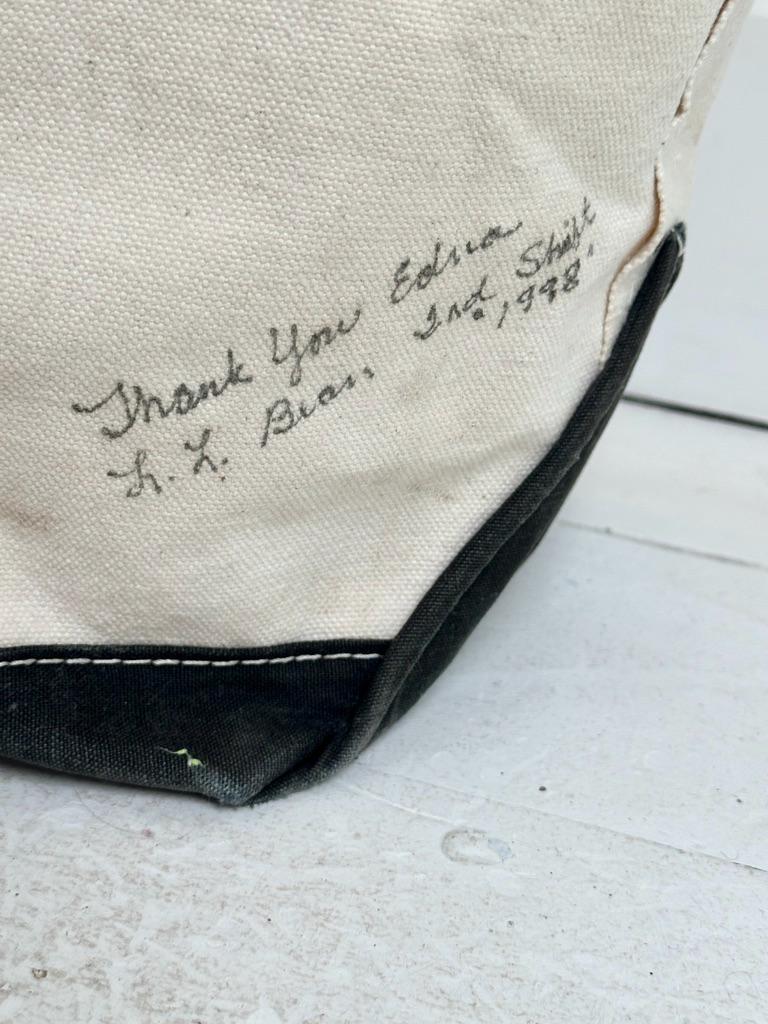 Thank You Edna
L. L. Bean. 2nd. Shift, 1998